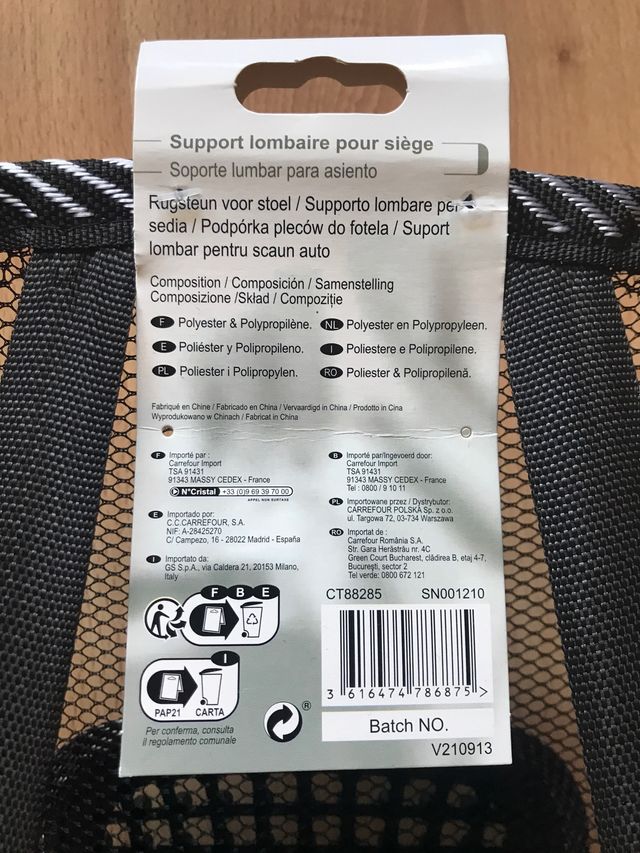 Support lombaire pour siège
Soporte lumbar para asiento
Rugsteun voor stoel / Supporto lombare per
sedia / Podpórka pleców do fotela / Suport
lombar pentru scaun auto
Composition / Composición / Samenstelling
Composizione /Skład / Compoziție
F Polyester & Polypropilène. NL Polyester en Polypropyleen.
E Poliéster y Polipropileno. I Poliestere e Polipropilene.
PL Poliester i Polipropylen. RO Poliester & Polipropilenă.
Fabriqué en Chine / Fabricado en China / Vervaardigd in China / Prodotto in Cina
Wyprodukowano w Chinach / Fabricat in China
F Importé par :
Carrefour Import
TSA 91431
91343 MASSY CEDEX - France
N°Cristal +33 (0)9 69 39 70 00
APPEL NON SURTAXE
E Importado por:
C.C.CARREFOUR, S.A.
NIF: A-28425270
C/ Campezo, 16 - 28022 Madrid - España
I Importato da:
GS S.p.A., via Caldera 21, 20153 Milano,
Italy
B Importé par/Ingevoerd door:
Carrefour Import
TSA 91431
91343 MASSY CEDEX - France
Tel : 0800 / 9 10 11
PL Importowane przez / Dystrybutor:
CARREFOUR POLSKA Sp. z o.o.
ul. Targowa 72, 03-734 Warszawa
RO Importat de :
Carrefour România S.A.
Str. Gara Herăstrău nr. 4C
Green Court Bucharest, clădirea B, etaj 4-7,
Bucureşti, sector 2
Tel verde: 0800 672 121
F B E
I
PAP21 CARTA
Per conferma, consulta
il regolamento comunale
®
CT88285 SN001210
3 616474 786875 >
Batch NO.
V210913